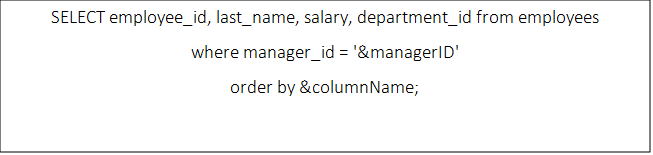 SELECT employee_id, last_name, salary, department_id from employees
where manager_id = '&managerID'
order by &columnName;